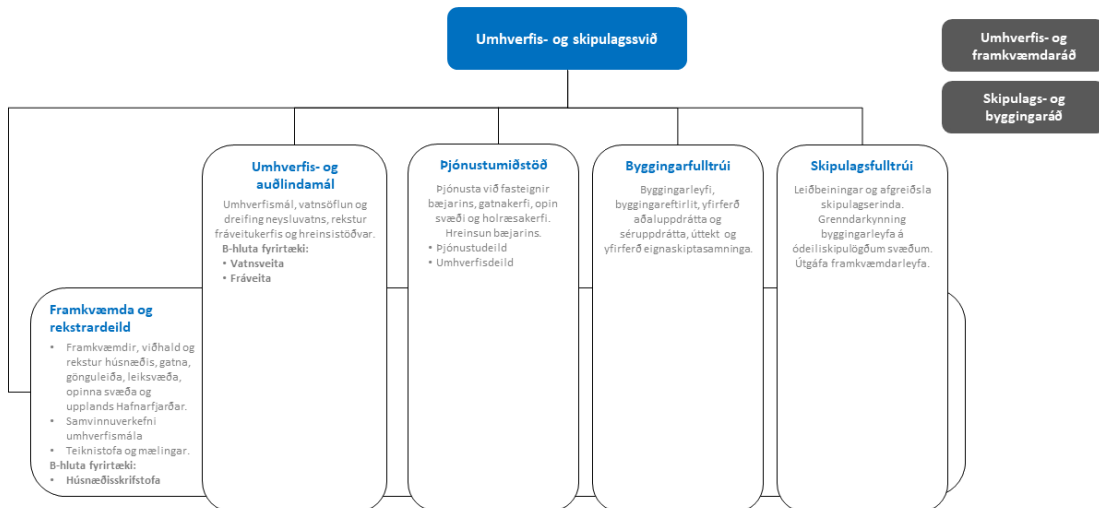 Umhverfis- og skipulagssvið
Umhverfis- og
framkvæmdaráð
Skipulags- og
byggingaráð
Umhverfis- og
auðlindamál
Umhverfismál, vatnsöflun og
dreifing neysluvatns, rekstur
fráveitukerfis og hreinsistöðvar.
B-hluta fyrirtæki:
• Vatnsveita
• Fráveita
Þjónustumiðstöð
Þjónusta við fasteignir
bæjarins, gatnakerfi, opin
svæði og holræsakerfi.
Hreinsun bæjarins.
• Þjónustudeild
• Umhverfisdeild
Byggingarfulltrúi
Byggingarleyfi,
byggingareftirlit, yfirferð
aðaluppdrátta og
séruppdrátta, úttekt og
yfirferð eignaskiptasamninga.
Skipulagsfulltrúi
Leiðbeiningar og afgreiðsla
skipulagserinda.
Grenndarkynning
byggingarleyfa á
ódeiliskipulögðum svæðum.
Útgáfa framkvæmdarleyfa.
Framkvæmda og
rekstrardeild
• Framkvæmdir, viðhald og
rekstur húsnæðis, gatna,
gönguleiða, leiksvæða,
opinna svæða og
upplands Hafnarfjarðar.
• Samvinnuverkefni
umhverfismála
• Teiknistofa og mælingar.
B-hluta fyrirtæki:
• Húsnæðisskrifstofa